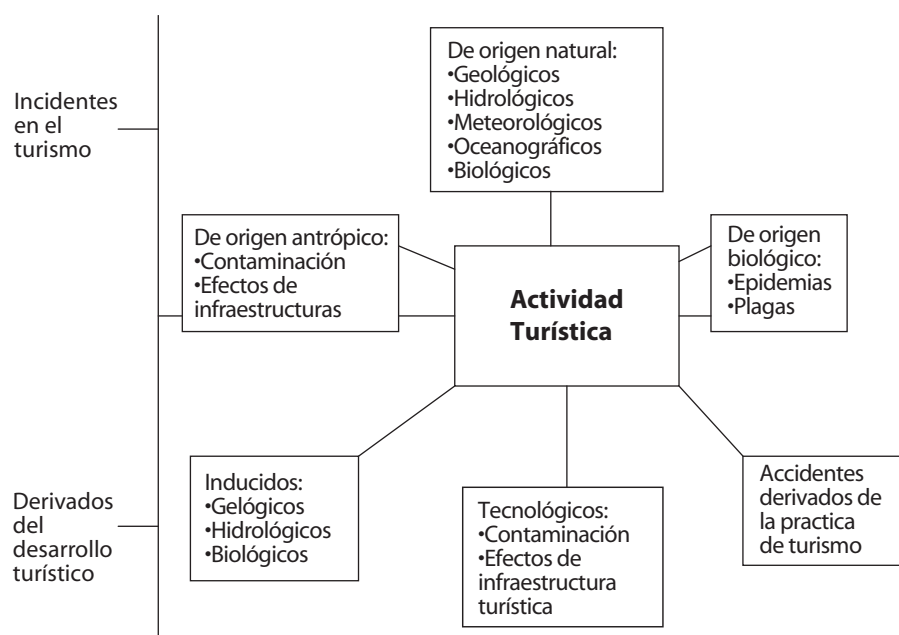 De origen natural:
•Geológicos
•Hidrológicos
•Meteorológicos
•Oceanográficos
•Biológicos
Incidentes
en el
turismo
De origen antrópico:
•Contaminación
•Efectos de
infraestructuras
Actividad
Turística
De origen
biológico:
•Epidemias
•Plagas
Derivados
del
desarrollo
turístico
Inducidos:
•Gelógicos
•Hidrológicos
•Biológicos
Tecnológicos:
•Contaminación
•Efectos de
infraestructura
turística
Accidentes
derivados de
la practica
de turismo